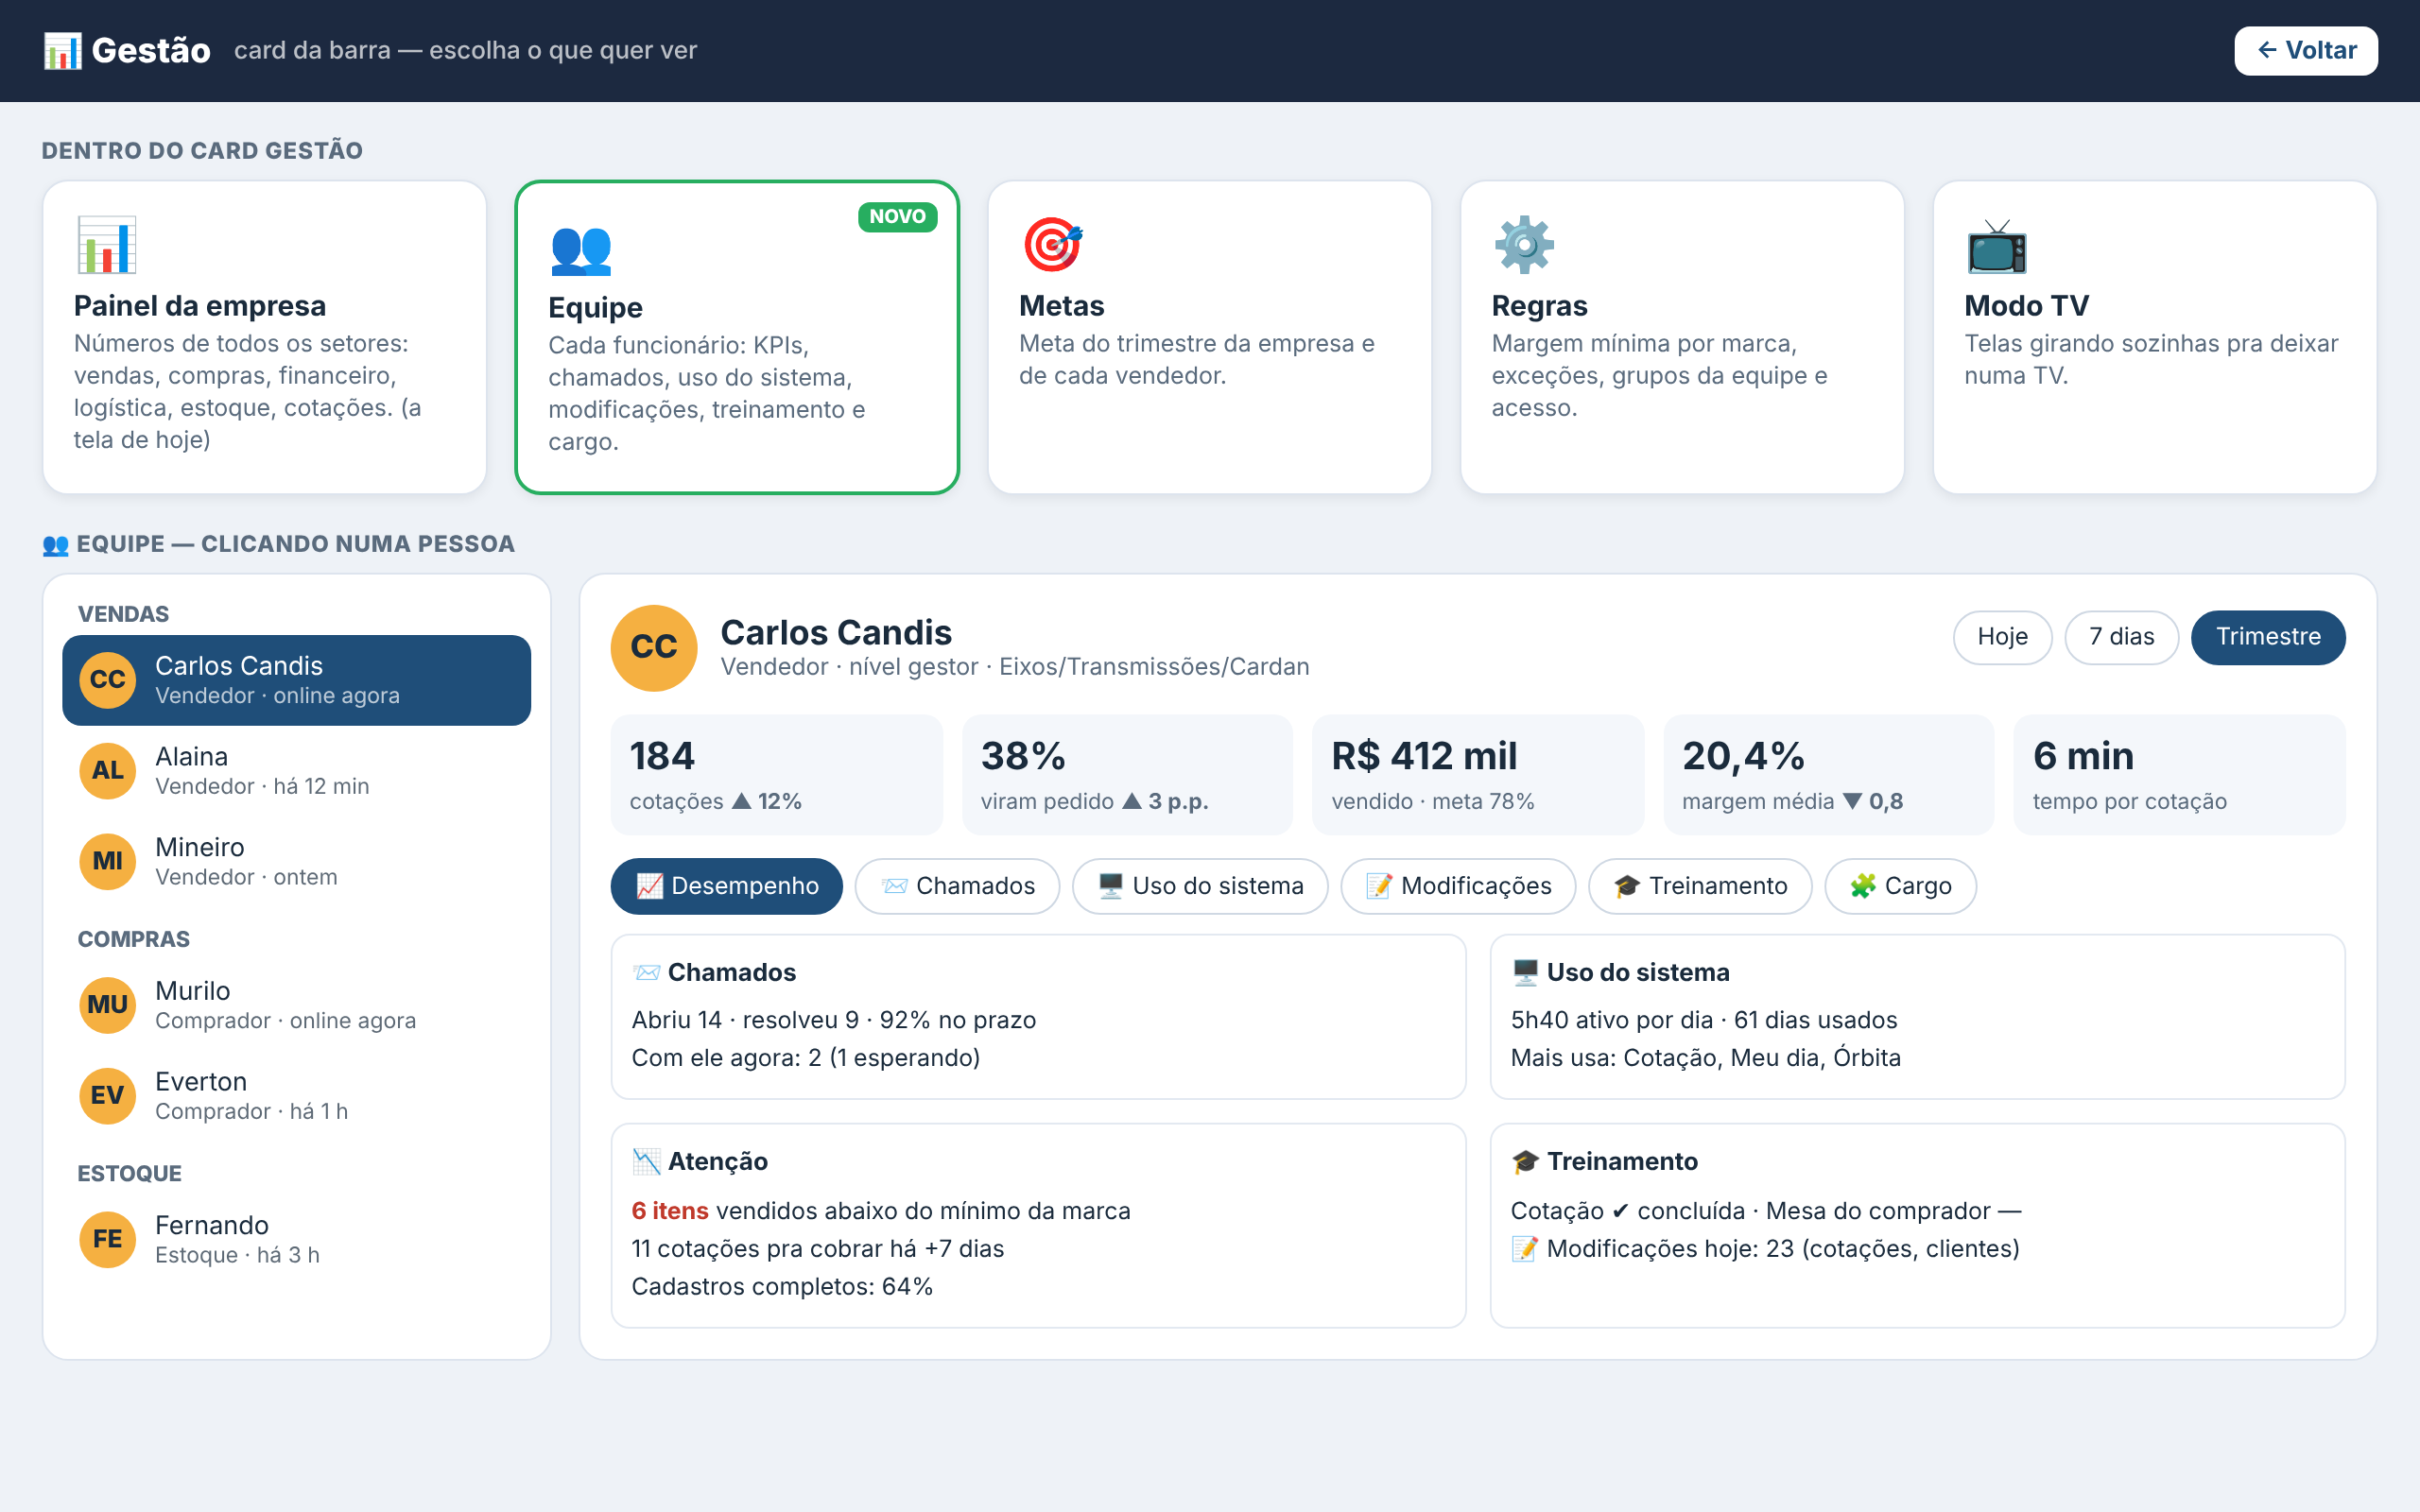 📊 Gestão card da barra — escolha o que quer ver
← Voltar
DENTRO DO CARD GESTÃO
Painel da empresa
Números de todos os setores:
vendas, compras, financeiro,
logística, estoque, cotações. (a
tela de hoje)
NOVO
Equipe
Cada funcionário: KPIs,
chamados, uso do sistema,
modificações, treinamento e
cargo.
Metas
Meta do trimestre da empresa e
de cada vendedor.
Regras
Margem mínima por marca,
exceções, grupos da equipe e
acesso.
Modo TV
Telas girando sozinhas pra deixar
numa TV.
👥 EQUIPE — CLICANDO NUMA PESSOA
VENDAS
CC
Carlos Candis
Vendedor · online agora
AL
Alaina
Vendedor · há 12 min
MI
Mineiro
Vendedor · ontem
COMPRAS
MU
Murilo
Comprador · online agora
EV
Everton
Comprador · há 1 h
ESTOQUE
FE
Fernando
Estoque · há 3 h
CC
Carlos Candis
Vendedor · nível gestor · Eixos/Transmissões/Cardan
Hoje
7 dias
Trimestre
184
cotações ▲ 12%
38%
viram pedido ▲ 3 p.p.
R$ 412 mil
vendido · meta 78%
20,4%
margem média ▼ 0,8
6 min
tempo por cotação
📈 Desempenho
📨 Chamados
🖥️ Uso do sistema
📝 Modificações
🎓 Treinamento
🧩 Cargo
📨 Chamados
Abriu 14 · resolveu 9 · 92% no prazo
Com ele agora: 2 (1 esperando)
🖥️ Uso do sistema
5h40 ativo por dia · 61 dias usados
Mais usa: Cotação, Meu dia, Órbita
📉 Atenção
6 itens vendidos abaixo do mínimo da marca
11 cotações pra cobrar há +7 dias
Cadastros completos: 64%
🎓 Treinamento
Cotação ✔ concluída · Mesa do comprador —
📝 Modificações hoje: 23 (cotações, clientes)